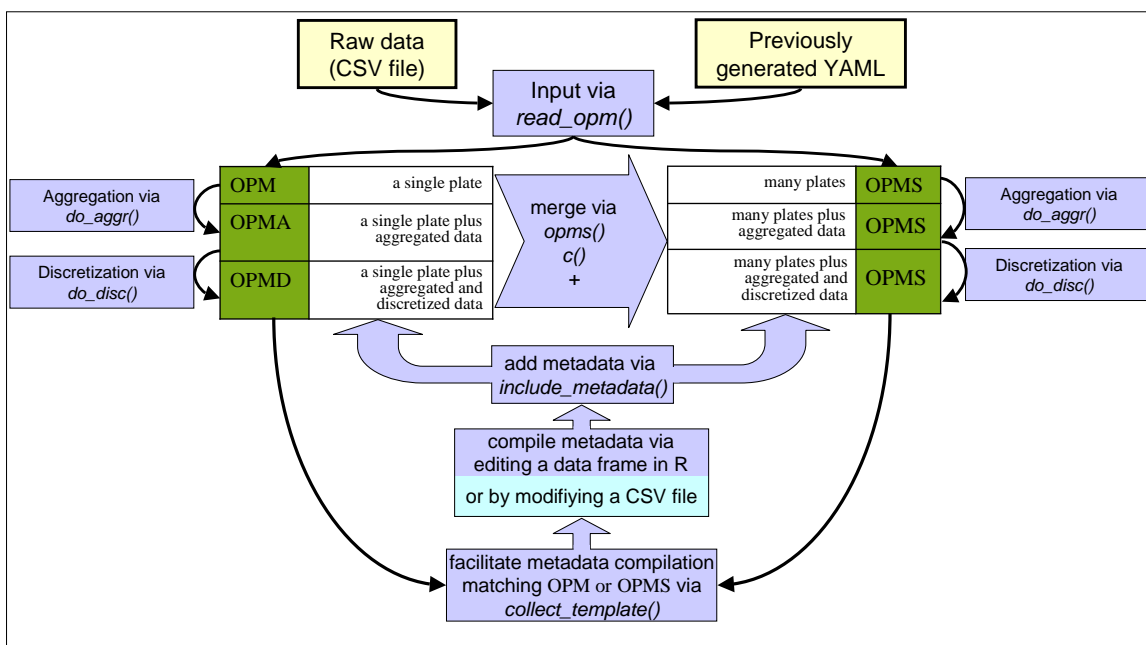 Raw data
(CSV file)
Previously
generated YAML
Input via
read_opm()
Aggregation via
do_aggr()
Discretization via
do_disc()
OPM
a single plate
OPMA
a single plate plus
aggregated data
OPMD
a single plate plus
aggregated and
discretized data
merge via
opms()
c()
+
many plates
OPMS
many plates plus
aggregated data
OPMS
many plates plus
aggregated and
discretized data
OPMS
Aggregation via
do_aggr()
Discretization via
do_disc()
add metadata via
include_metadata()
compile metadata via
editing a data frame in R
or by modifiying a CSV file
facilitate metadata compilation
matching OPM or OPMS via
collect_template()